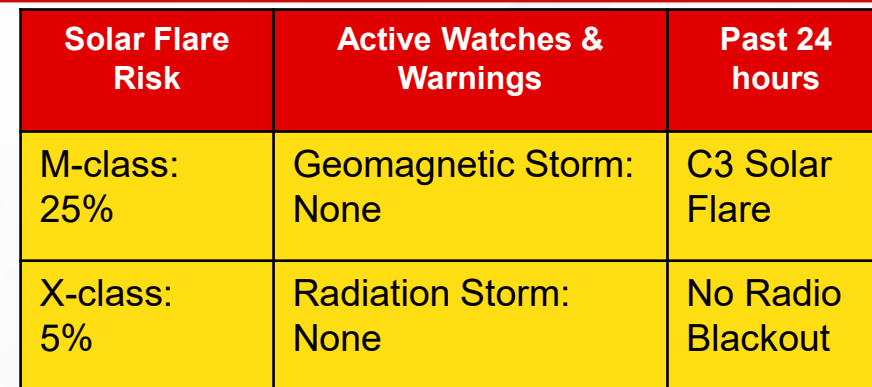 Solar Flare
Risk
Active Watches &
Warnings
Past 24
hours
M-class:
25%
Geomagnetic Storm:
None
C3 Solar
Flare
X-class:
5%
Radiation Storm:
None
No Radio
Blackout